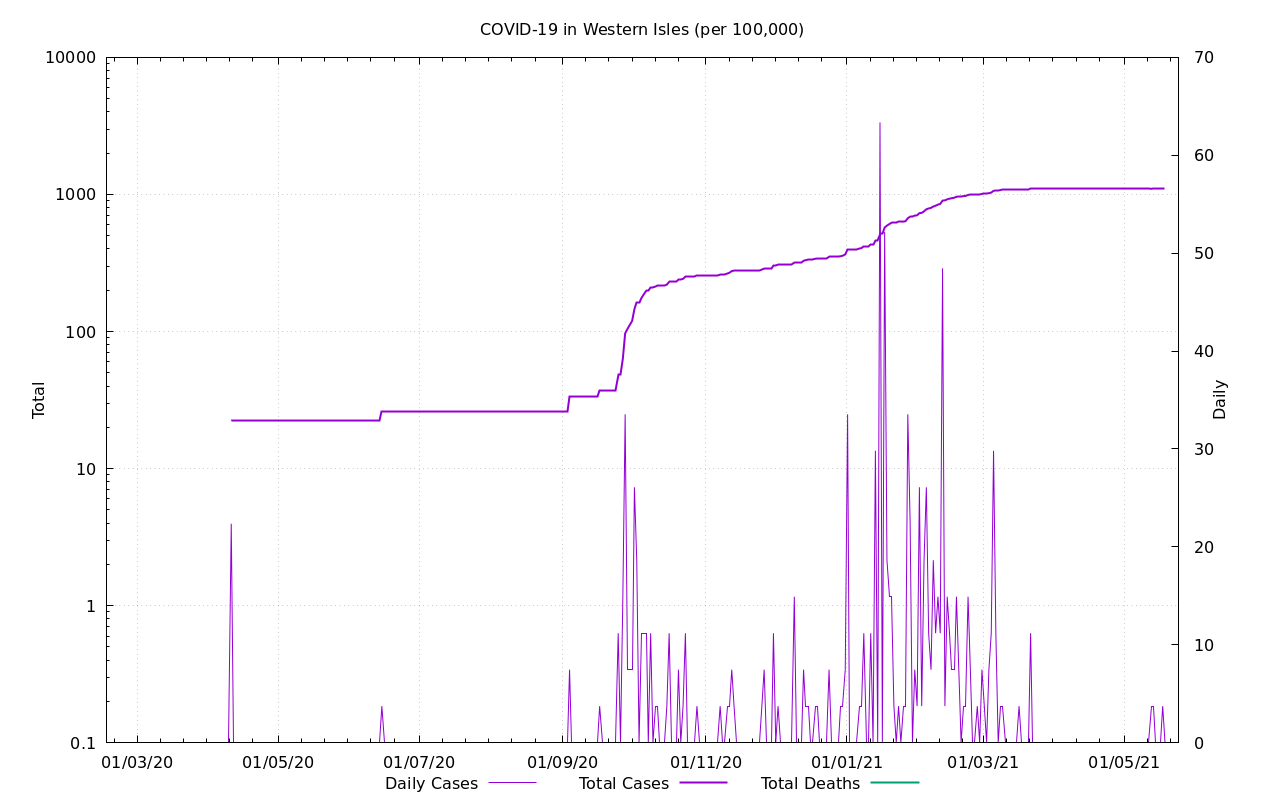 COVID-19 in Western Isles (per 100,000)
10000
1000
100
10
1
0.1
Total
70
60
50
40
30
20
10
0
Daily
01/03/20 01/05/20 01/07/20 01/09/20 01/11/20 01/01/21 01/03/21 01/05/21
Daily Cases Total Cases Total Deaths